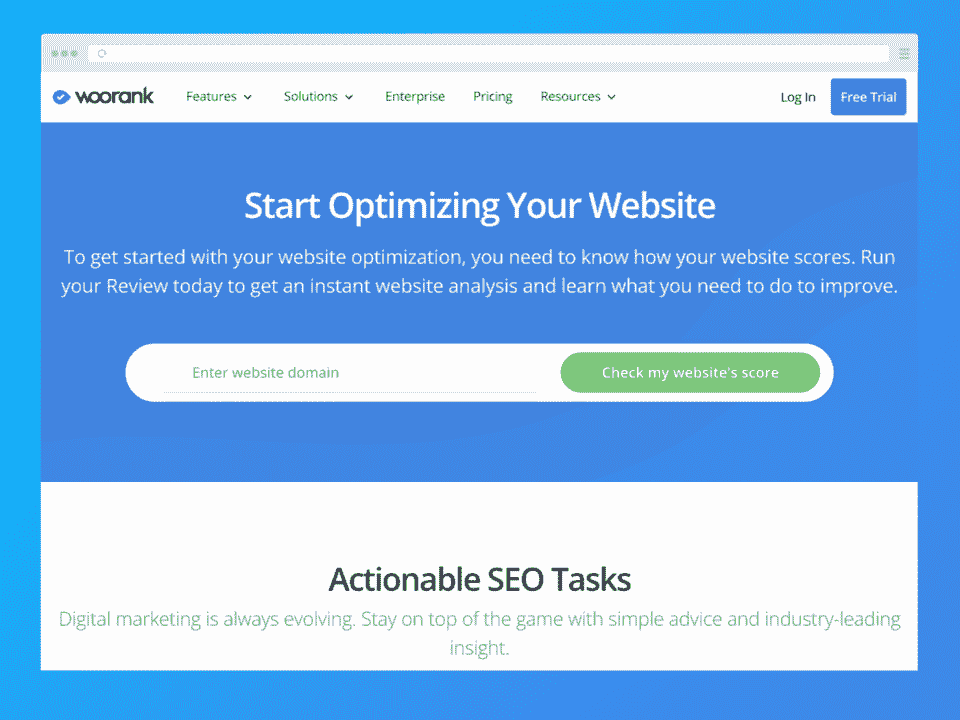 woorank Features Solutions Enterprise Pricing Resources Log In Free Trial
Start Optimizing Your Website
To get started with your website optimization, you need to know how your website scores. Run
your Review today to get an instant website analysis and learn what you need to do to improve.
Enter website domain Check my website's score
Actionable SEO Tasks
Digital marketing is always evolving. Stay on top of the game with simple advice and industry-leading
insight.